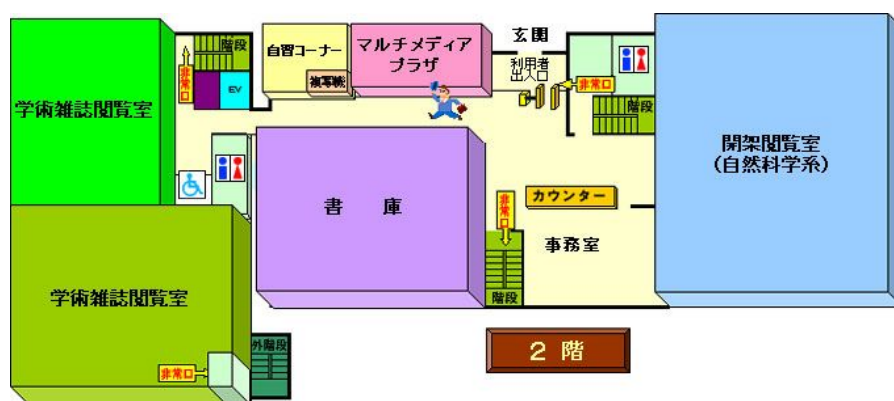 玄関
階段
自習コーナー
マルチメディア
プラザ
利用者
出入口
非常口
非常口
EV
複写機
階段
学術雑誌閲覧室
開架閲覧室
(自然科学系)
書 庫
非常口
カウンター
事務室
階段
学術雑誌閲覧室
外階段
非常口
2 階